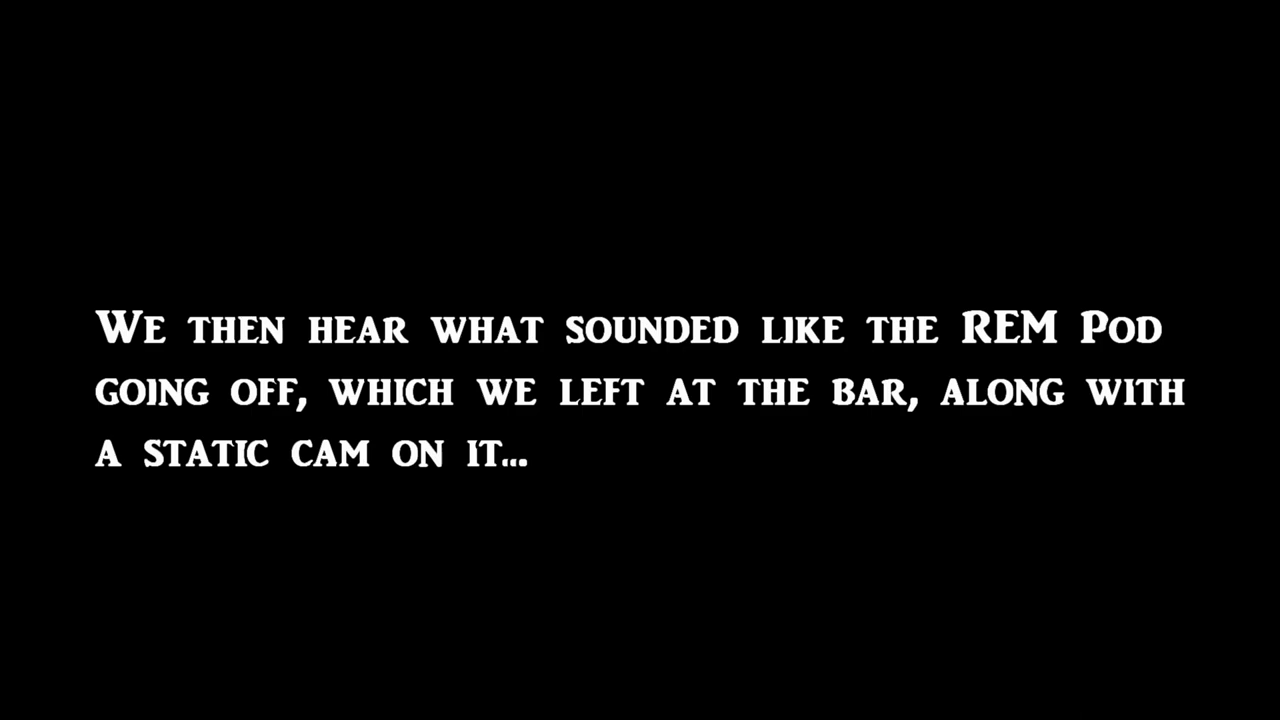 We then hear what sounded like the REM Pod
going off, which we left at the bar, along with
a static cam on it...